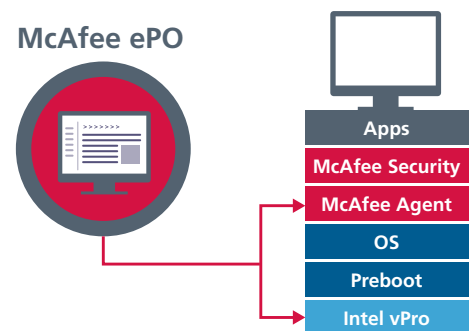 McAfee ePO
>>>>>>>
Apps
McAfee Security
McAfee Agent
OS
Preboot
Intel vPro